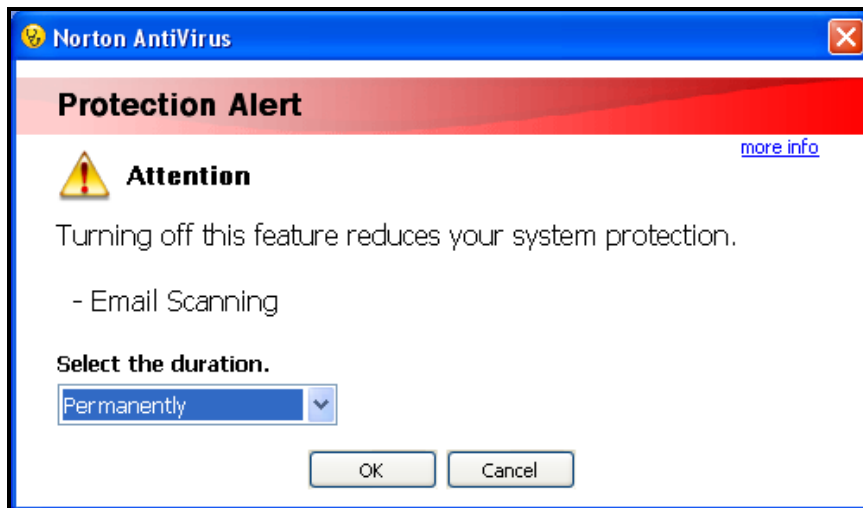 Norton AntiVirus
Protection Alert
more info
Attention
Turning off this feature reduces your system protection.
- Email Scanning
Select the duration.
Permanently
OK Cancel